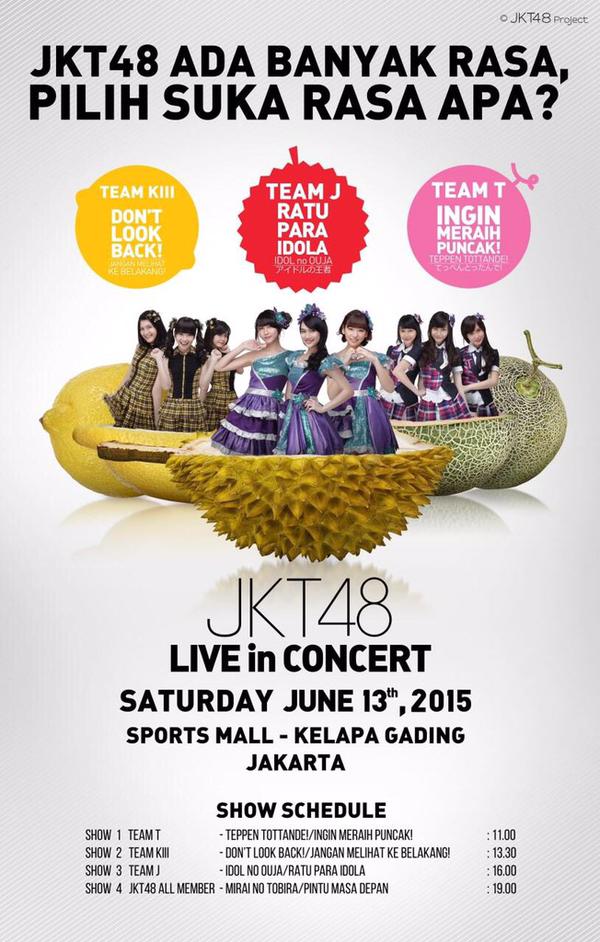 © JKT48 Project
JKT48 ADA BANYAK RASA,
PILIH SUKA RASA APA?
TEAM KIII
DON'T
LOOK
BACK!
JANGAN MELIHAT
KE BELAKANG!
TEAM J
RATU
PARA
IDOLA
IDOL no OUJA
アイドルの王者
TEAM T
INGIN
MERAIH
PUNCAK!
TEPPEN TOTTANDE!
てっぺんとったんで!
JKT48
LIVE in CONCERT
SATURDAY JUNE 13th, 2015
SPORTS MALL - KELAPA GADING
JAKARTA
SHOW SCHEDULE
SHOW 1 TEAM T - TEPPEN TOTTANDE!/INGIN MERAIH PUNCAK! : 11.00
SHOW 2 TEAM KIII - DON'T LOOK BACK!/JANGAN MELIHAT KE BELAKANG! : 13.30
SHOW 3 TEAM J - IDOL NO OUJA/RATU PARA IDOLA : 16.00
SHOW 4 JKT48 ALL MEMBER - MIRAI NO TOBIRA/PINTU MASA DEPAN : 19.00